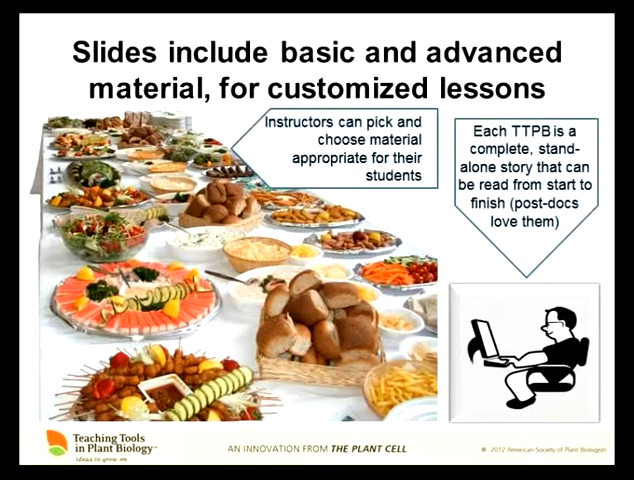 Slides include basic and advanced
material, for customized lessons
Instructors can pick and
choose material
appropriate for their
students
Each TTPB is a
complete, stand-
alone story that can
be read from start to
finish (post-docs
love them)
Teaching Tools
in Plant Biology™
ideas to grow on
AN INNOVATION FROM THE PLANT CELL
© 2012 American Society of Plant Biologists